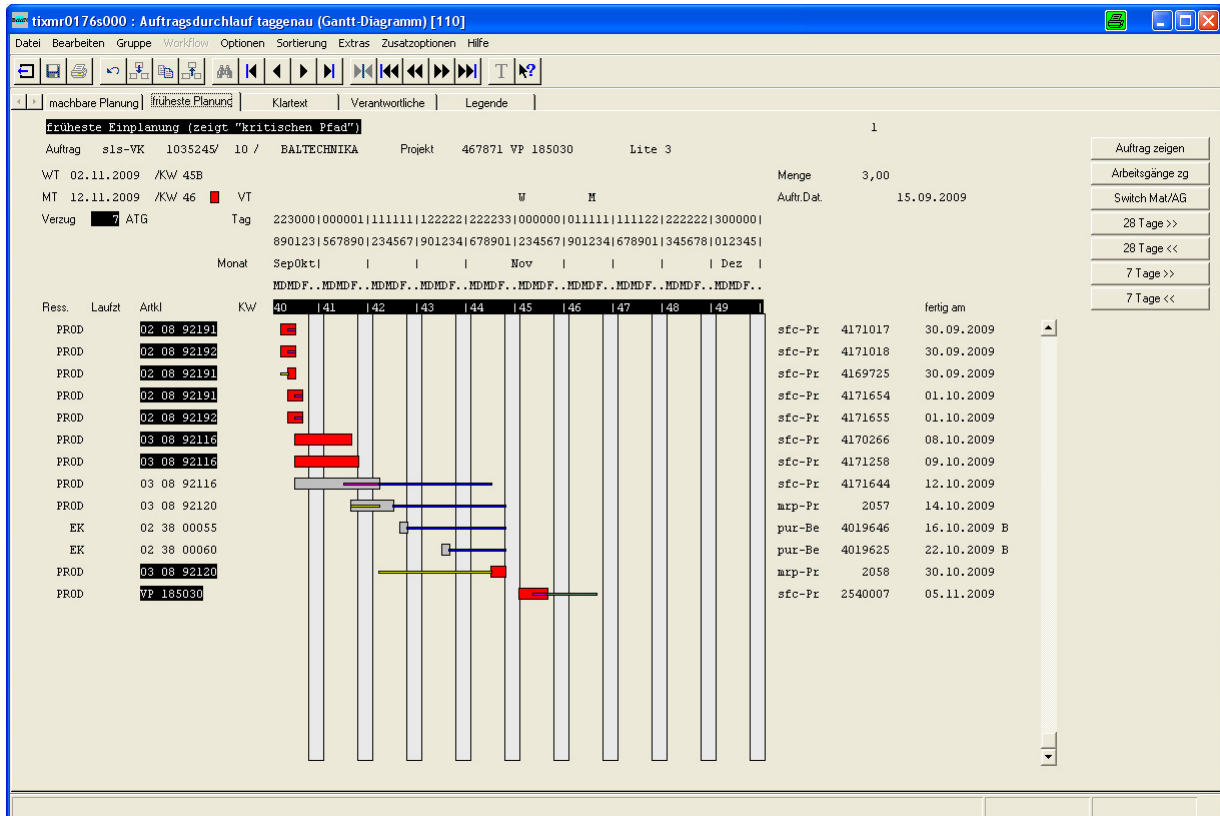 tixmr0176s000 : Auftragsdurchlauf taggenau (Gantt-Diagramm) [110]
Datei Bearbeiten Gruppe Workflow Optionen Sortierung Extras Zusatzoptionen Hilfe
machbare Planung früheste Planung Klartext Verantwortliche Legende
früheste Einplanung (zeigt "kritischen Pfad") 1
Auftrag sls-VK 1035245/ 10 / BALTECHNIKA Projekt 467871 VP 185030 Lite 3 Auftrag zeigen
WT 02.11.2009 /KW 45B Menge 3,00 Arbeitsgänge zg
MT 12.11.2009 /KW 46 VT W M Auftr.Dat. 15.09.2009 Switch Mat/AG
Verzug 7 ATG Tag 223000|000001|111111|122222|222233|000000|011111|111122|222222|300000| 28 Tage >>
890123|567890|234567|901234|678901|234567|901234|678901|345678|012345| 28 Tage <<
Monat SepOkt| | | | Nov | | | | Dez | 7 Tage >>
MDMDF..MDMDF..MDMDF..MDMDF..MDMDF..MDMDF..MDMDF..MDMDF..MDMDF..MDMDF..
Ress. Laufzt Artkl KW 40 |41 |42 |43 |44 |45 |46 |47 |48 |49 fertig am 7 Tage <<
PROD 02 08 92191 sfc-Pr 4171017 30.09.2009
PROD 02 08 92192 sfc-Pr 4171018 30.09.2009
PROD 02 08 92191 sfc-Pr 4169725 30.09.2009
PROD 02 08 92191 sfc-Pr 4171654 01.10.2009
PROD 02 08 92192 sfc-Pr 4171655 01.10.2009
PROD 03 08 92116 sfc-Pr 4170266 08.10.2009
PROD 03 08 92116 sfc-Pr 4171258 09.10.2009
PROD 03 08 92116 sfc-Pr 4171644 12.10.2009
PROD 03 08 92120 mrp-Pr 2057 14.10.2009
EK 02 38 00055 pur-Be 4019646 16.10.2009 B
EK 02 38 00060 pur-Be 4019625 22.10.2009 B
PROD 03 08 92120 mrp-Pr 2058 30.10.2009
PROD VP 185030 sfc-Pr 2540007 05.11.2009